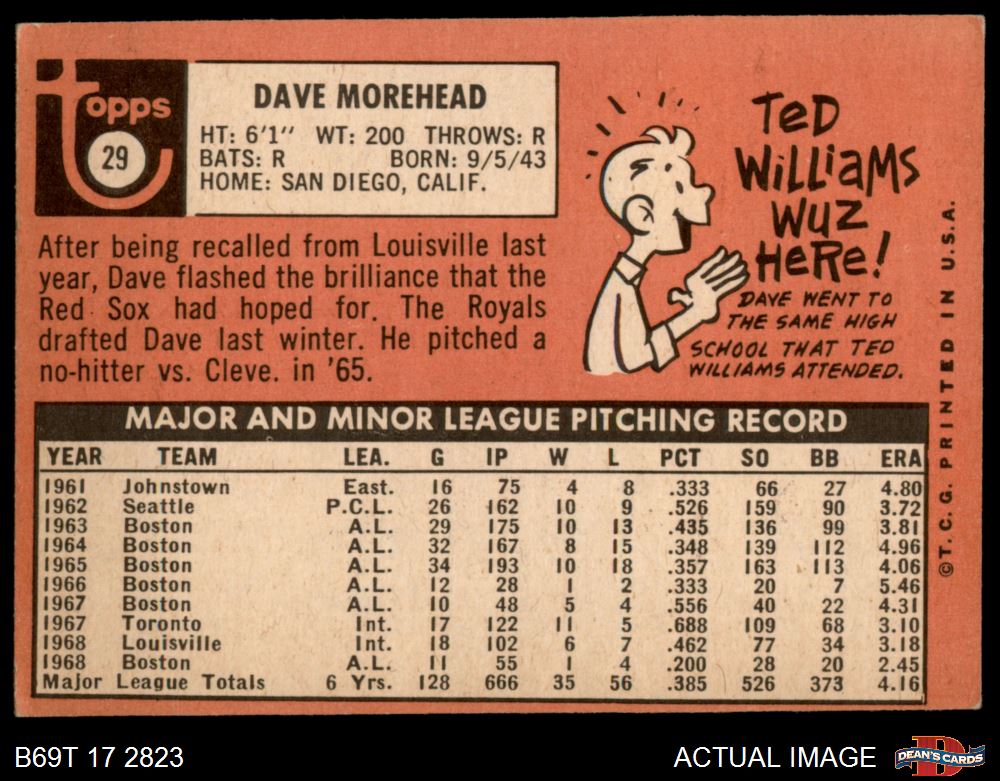 topps
29
DAVE MOREHEAD
HT: 6'1" WT: 200 THROWS: R
BATS: R BORN: 9/5/43
HOME: SAN DIEGO, CALIF.
After being recalled from Louisville last
year, Dave flashed the brilliance that the
Red Sox had hoped for. The Royals
drafted Dave last winter. He pitched a
no-hitter vs. Cleve. in '65.
TeD
WiLLiaMS
WUZ
HeRe!
DAVE WENT TO
THE SAME HIGH
SCHOOL THAT TED
WILLIAMS ATTENDED.
©T. C. G. PRINTED IN U.S.A.
MAJOR AND MINOR LEAGUE PITCHING RECORD
YEAR TEAM LEA. G IP W L PCT SO BB ERA
1961 Johnstown East. 16 75 4 8 .333 66 27 4.80
1962 Seattle P.C.L. 26 162 10 9 .526 159 90 3.72
1963 Boston A.L. 29 175 10 13 .435 136 99 3.81
1964 Boston A.L. 32 167 8 15 .348 139 112 4.96
1965 Boston A.L. 34 193 10 18 .357 163 113 4.06
1966 Boston A.L. 12 28 1 2 .333 20 7 5.46
1967 Boston A.L. 10 48 5 4 .556 40 22 4.31
1967 Toronto Int. 17 122 11 5 .688 109 68 3.10
1968 Louisville Int. 18 102 6 7 .462 77 34 3.18
1968 Boston A.L. 11 55 1 4 .200 28 20 2.45
Major League Totals 6 Yrs. 128 666 35 56 .385 526 373 4.16
B69T 17 2823
ACTUAL IMAGE
D
DEAN'S CARDS